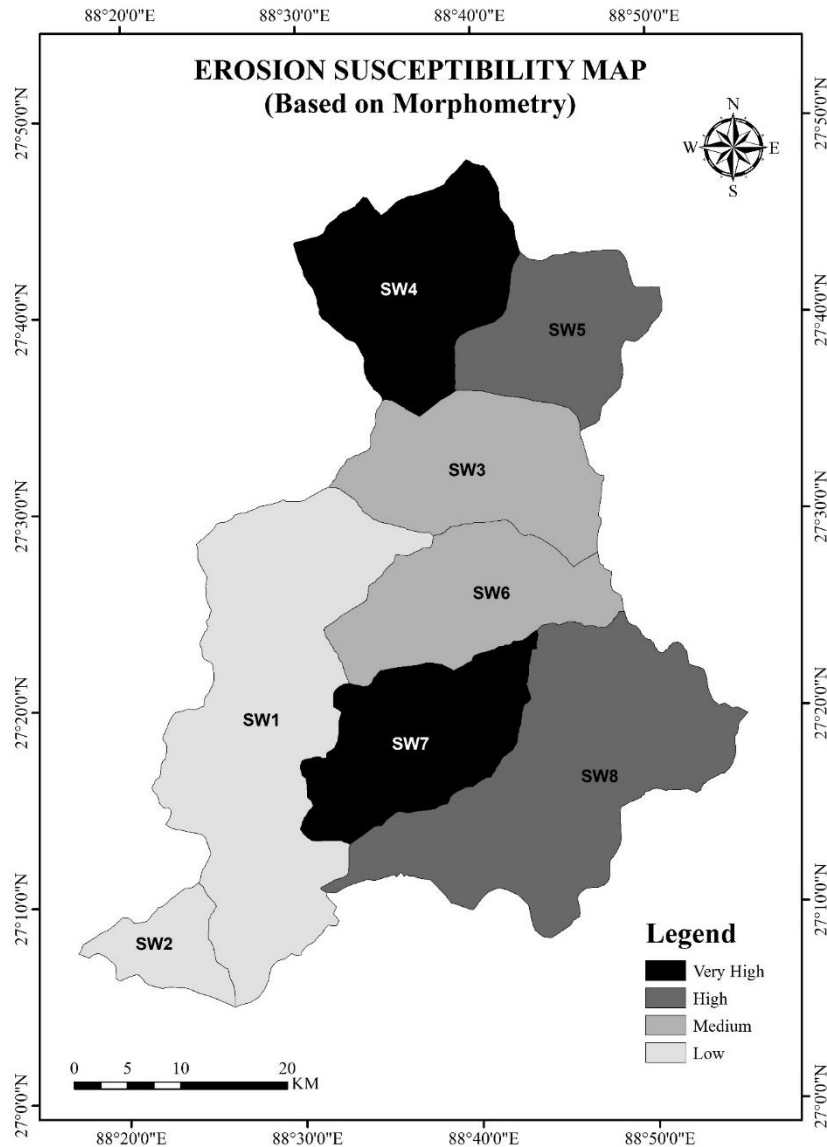 88°20'0"E 88°30'0"E 88°40'0"E 88°50'0"E
EROSION SUSCEPTIBILITY MAP
(Based on Morphometry)
N
W E
S
27°50'0"N 27°50'0"N
27°40'0"N 27°40'0"N
27°30'0"N 27°30'0"N
27°20'0"N 27°20'0"N
27°10'0"N 27°10'0"N
27°0'0"N 27°0'0"N
SW4
SW5
SW3
SW6
SW1
SW7
SW8
SW2
Legend
Very High
High
Medium
Low
0 5 10 20
KM
88°20'0"E 88°30'0"E 88°40'0"E 88°50'0"E